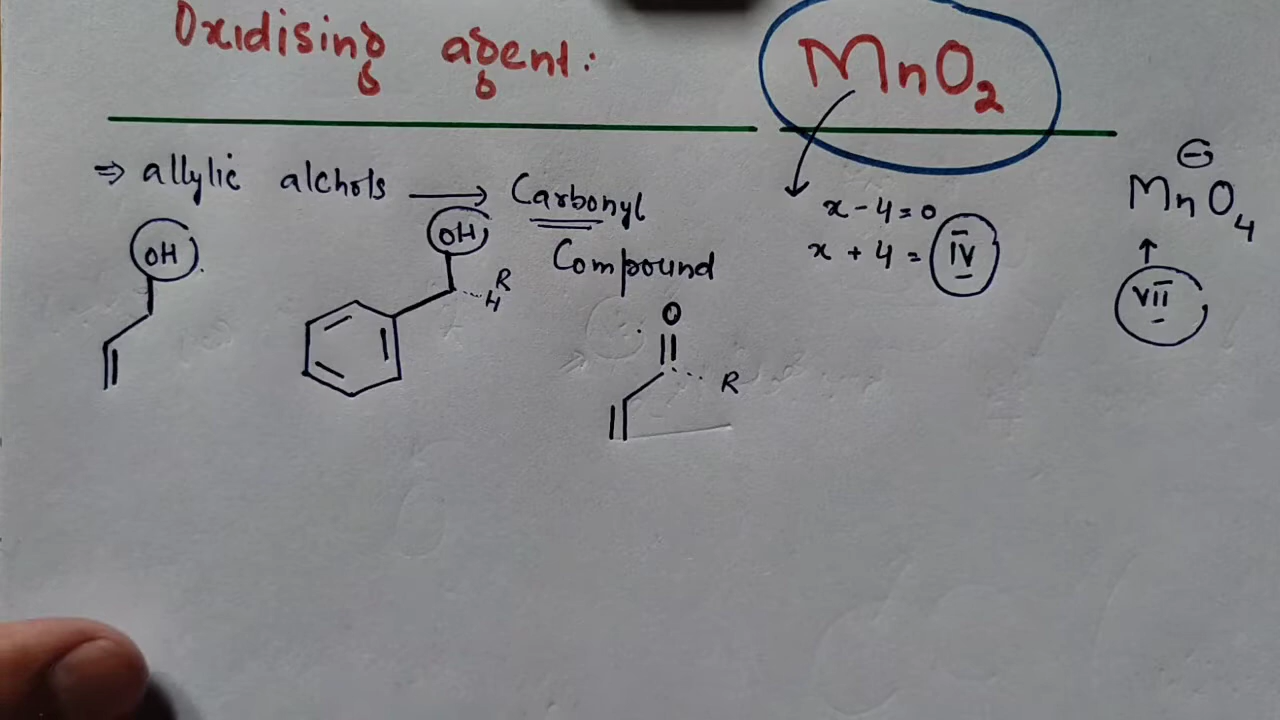 Oxidising agent: MnO2
⇒ allylic alchols → Carbonyl Compound
x - 4 = 0
x + 4 = IV
MnO4 ⊖
VII
OH
OH
R
H
O
R